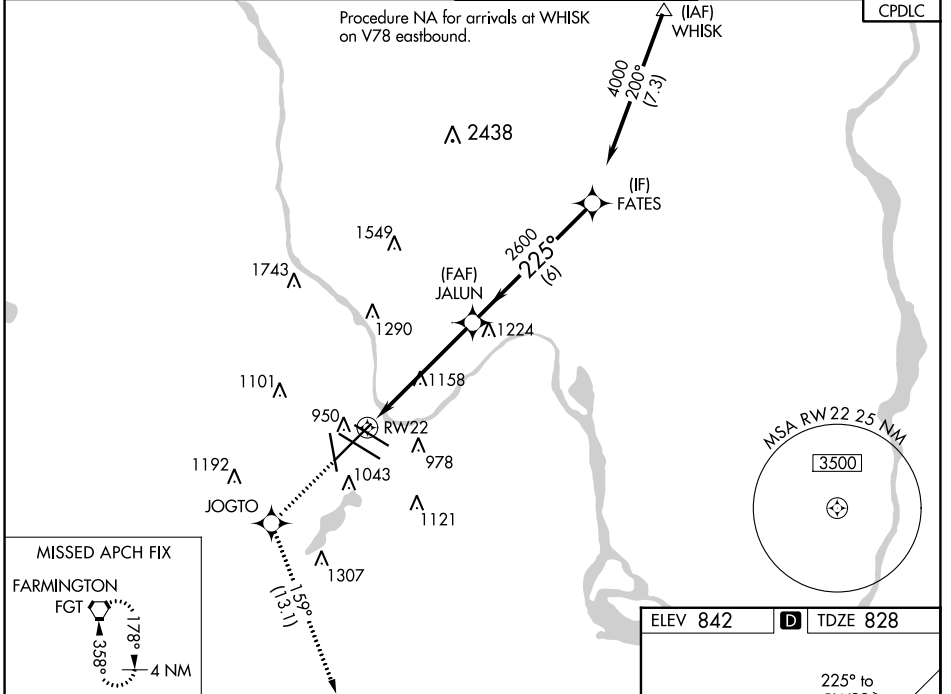 Procedure NA for arrivals at WHISK
on V78 eastbound.
(IAF)
WHISK
CPDLC
4000
200°
(7.3)
2438
(IF)
FATES
1549
2600
225°
(6)
1743
(FAF)
JALUN
1290
1224
1158
1101
950
RW22
978
1192
1043
MSA RW 22 25 NM
3500
JOGTO
1121
1307
159°
(13.1)
MISSED APCH FIX
FARMINGTON
FGT
178°
358°
4 NM
ELEV 842
D
TDZE 828
225° to